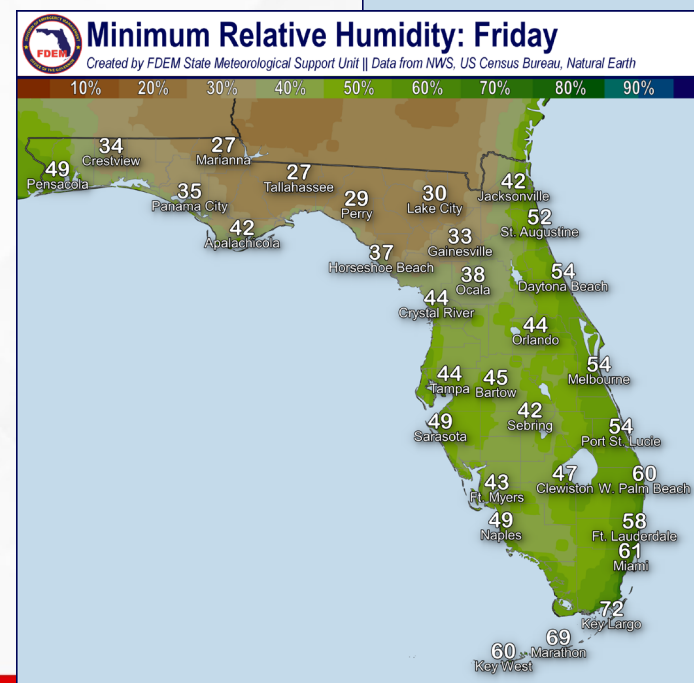 FDEM
Minimum Relative Humidity: Friday
Created by FDEM State Meteorological Support Unit || Data from NWS, US Census Bureau, Natural Earth
10% 20% 30% 40% 50% 60% 70% 80% 90%
34
Crestview
27
Marianna
49
Pensacola
35
Panama City
27
Tallahassee
29
Perry
30
Lake City
42
Jacksonville
42
Apalachicola
52
St. Augustine
33
Gainesville
37
Horseshoe Beach
38
Ocala
54
Daytona Beach
44
Crystal River
44
Orlando
54
Melbourne
44
Tampa
45
Bartow
42
Sebring
49
Sarasota
54
Port St. Lucie
43
Ft. Myers
47
Clewiston
60
W. Palm Beach
49
Naples
58
Ft. Lauderdale
61
Miami
72
Key Largo
69
Marathon
60
Key West